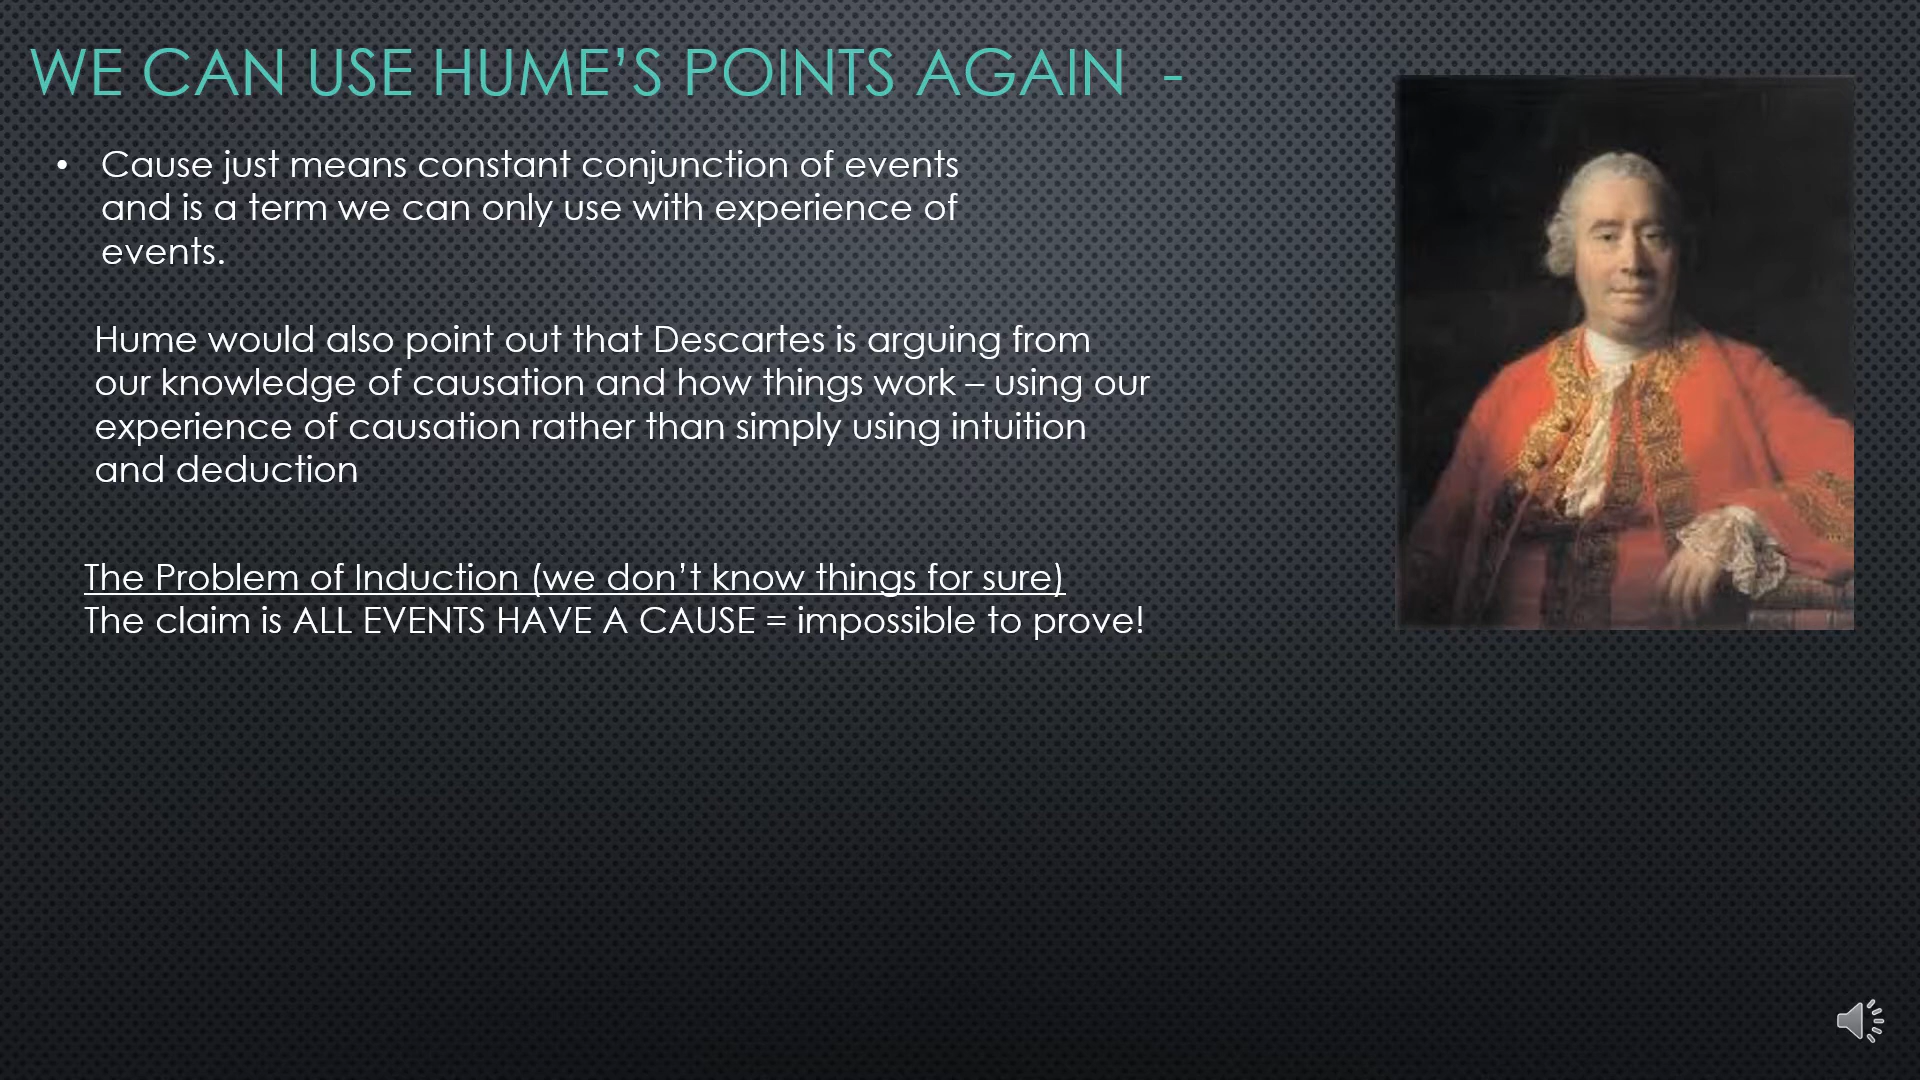 WE CAN USE HUME’S POINTS AGAIN -
• Cause just means constant conjunction of events
and is a term we can only use with experience of
events.
Hume would also point out that Descartes is arguing from
our knowledge of causation and how things work – using our
experience of causation rather than simply using intuition
and deduction
The Problem of Induction (we don’t know things for sure)
The claim is ALL EVENTS HAVE A CAUSE = impossible to prove!